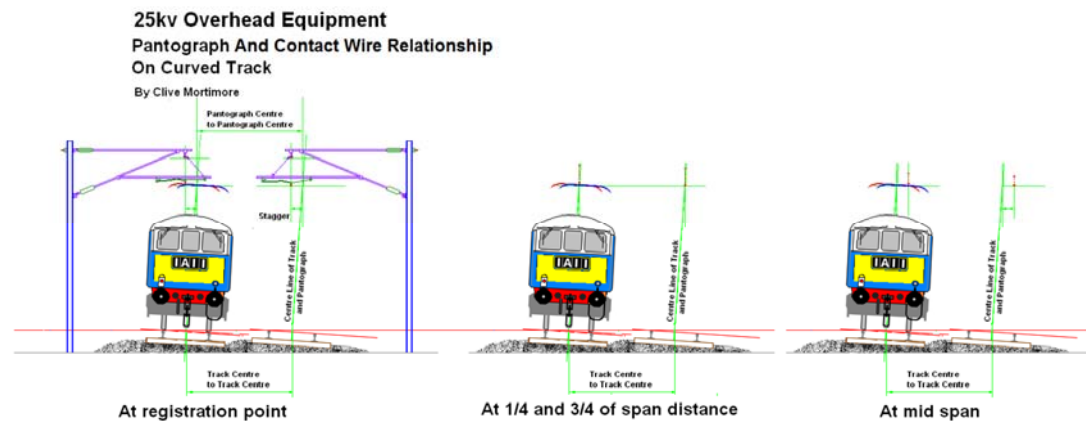 25kv Overhead Equipment
Pantograph And Contact Wire Relationship
On Curved Track
By Clive Mortimore
Pantograph Centre
to Pantograph Centre
Stagger
1A11
Centre Line of Track
and Pantograph
Track Centre
to Track Centre
At registration point
1A11
Centre Line of Track
and Pantograph
Track Centre
to Track Centre
At 1/4 and 3/4 of span distance
1A11
Centre Line of Track
and Pantograph
Track Centre
to Track Centre
At mid span